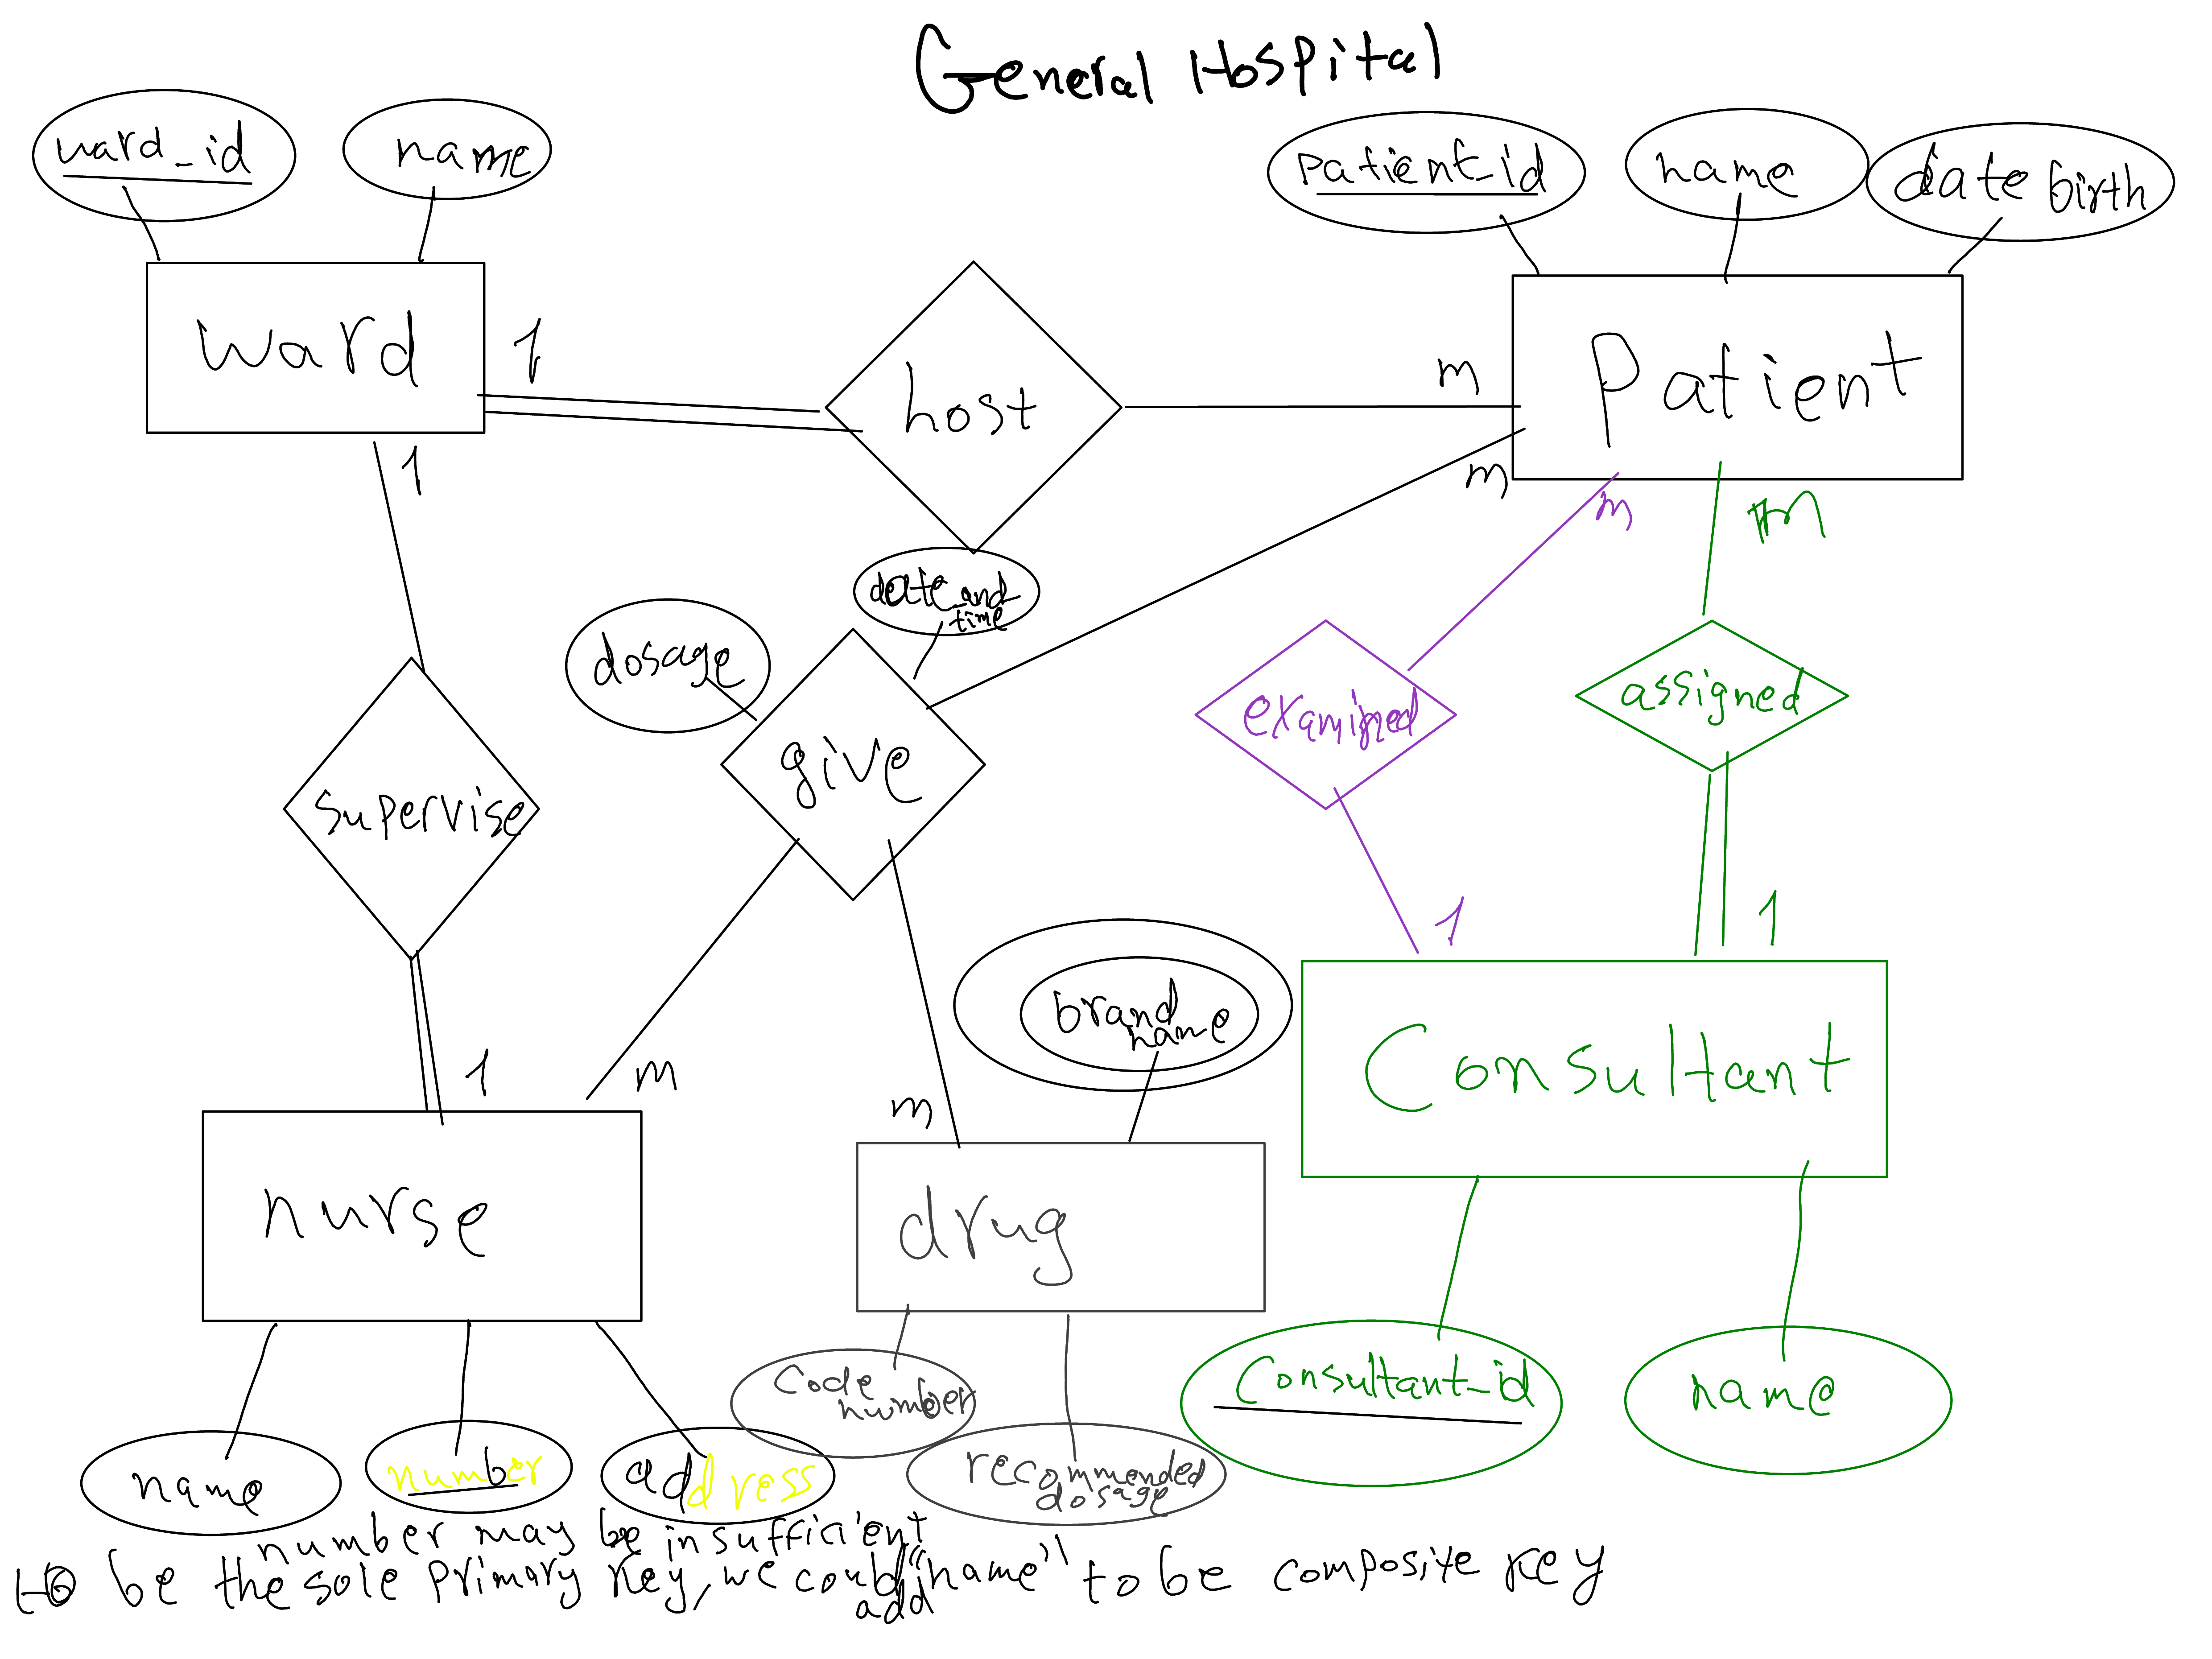 General Hospital
ward_id
name
Patient_id
name
date birth
ward
1
host
m
Patient
1
m
m
m
dosage
date_and_
time
supervise
give
examined
assigned
1
m
m
brand
name
1
1
Consultant
nurse
drug
name
number
address
Code
number
recommended
dosage
Consultant_id
name
number may be insufficient
to be the sole primary key, we could add "name" to be composite key